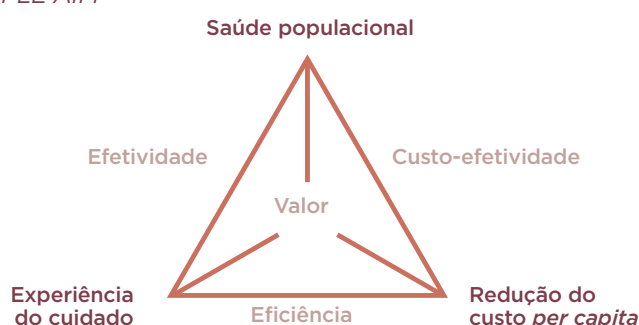 Saúde populacional
Efetividade
Custo-efetividade
Valor
Experiência
do cuidado
Eficiência
Redução do
custo per capita